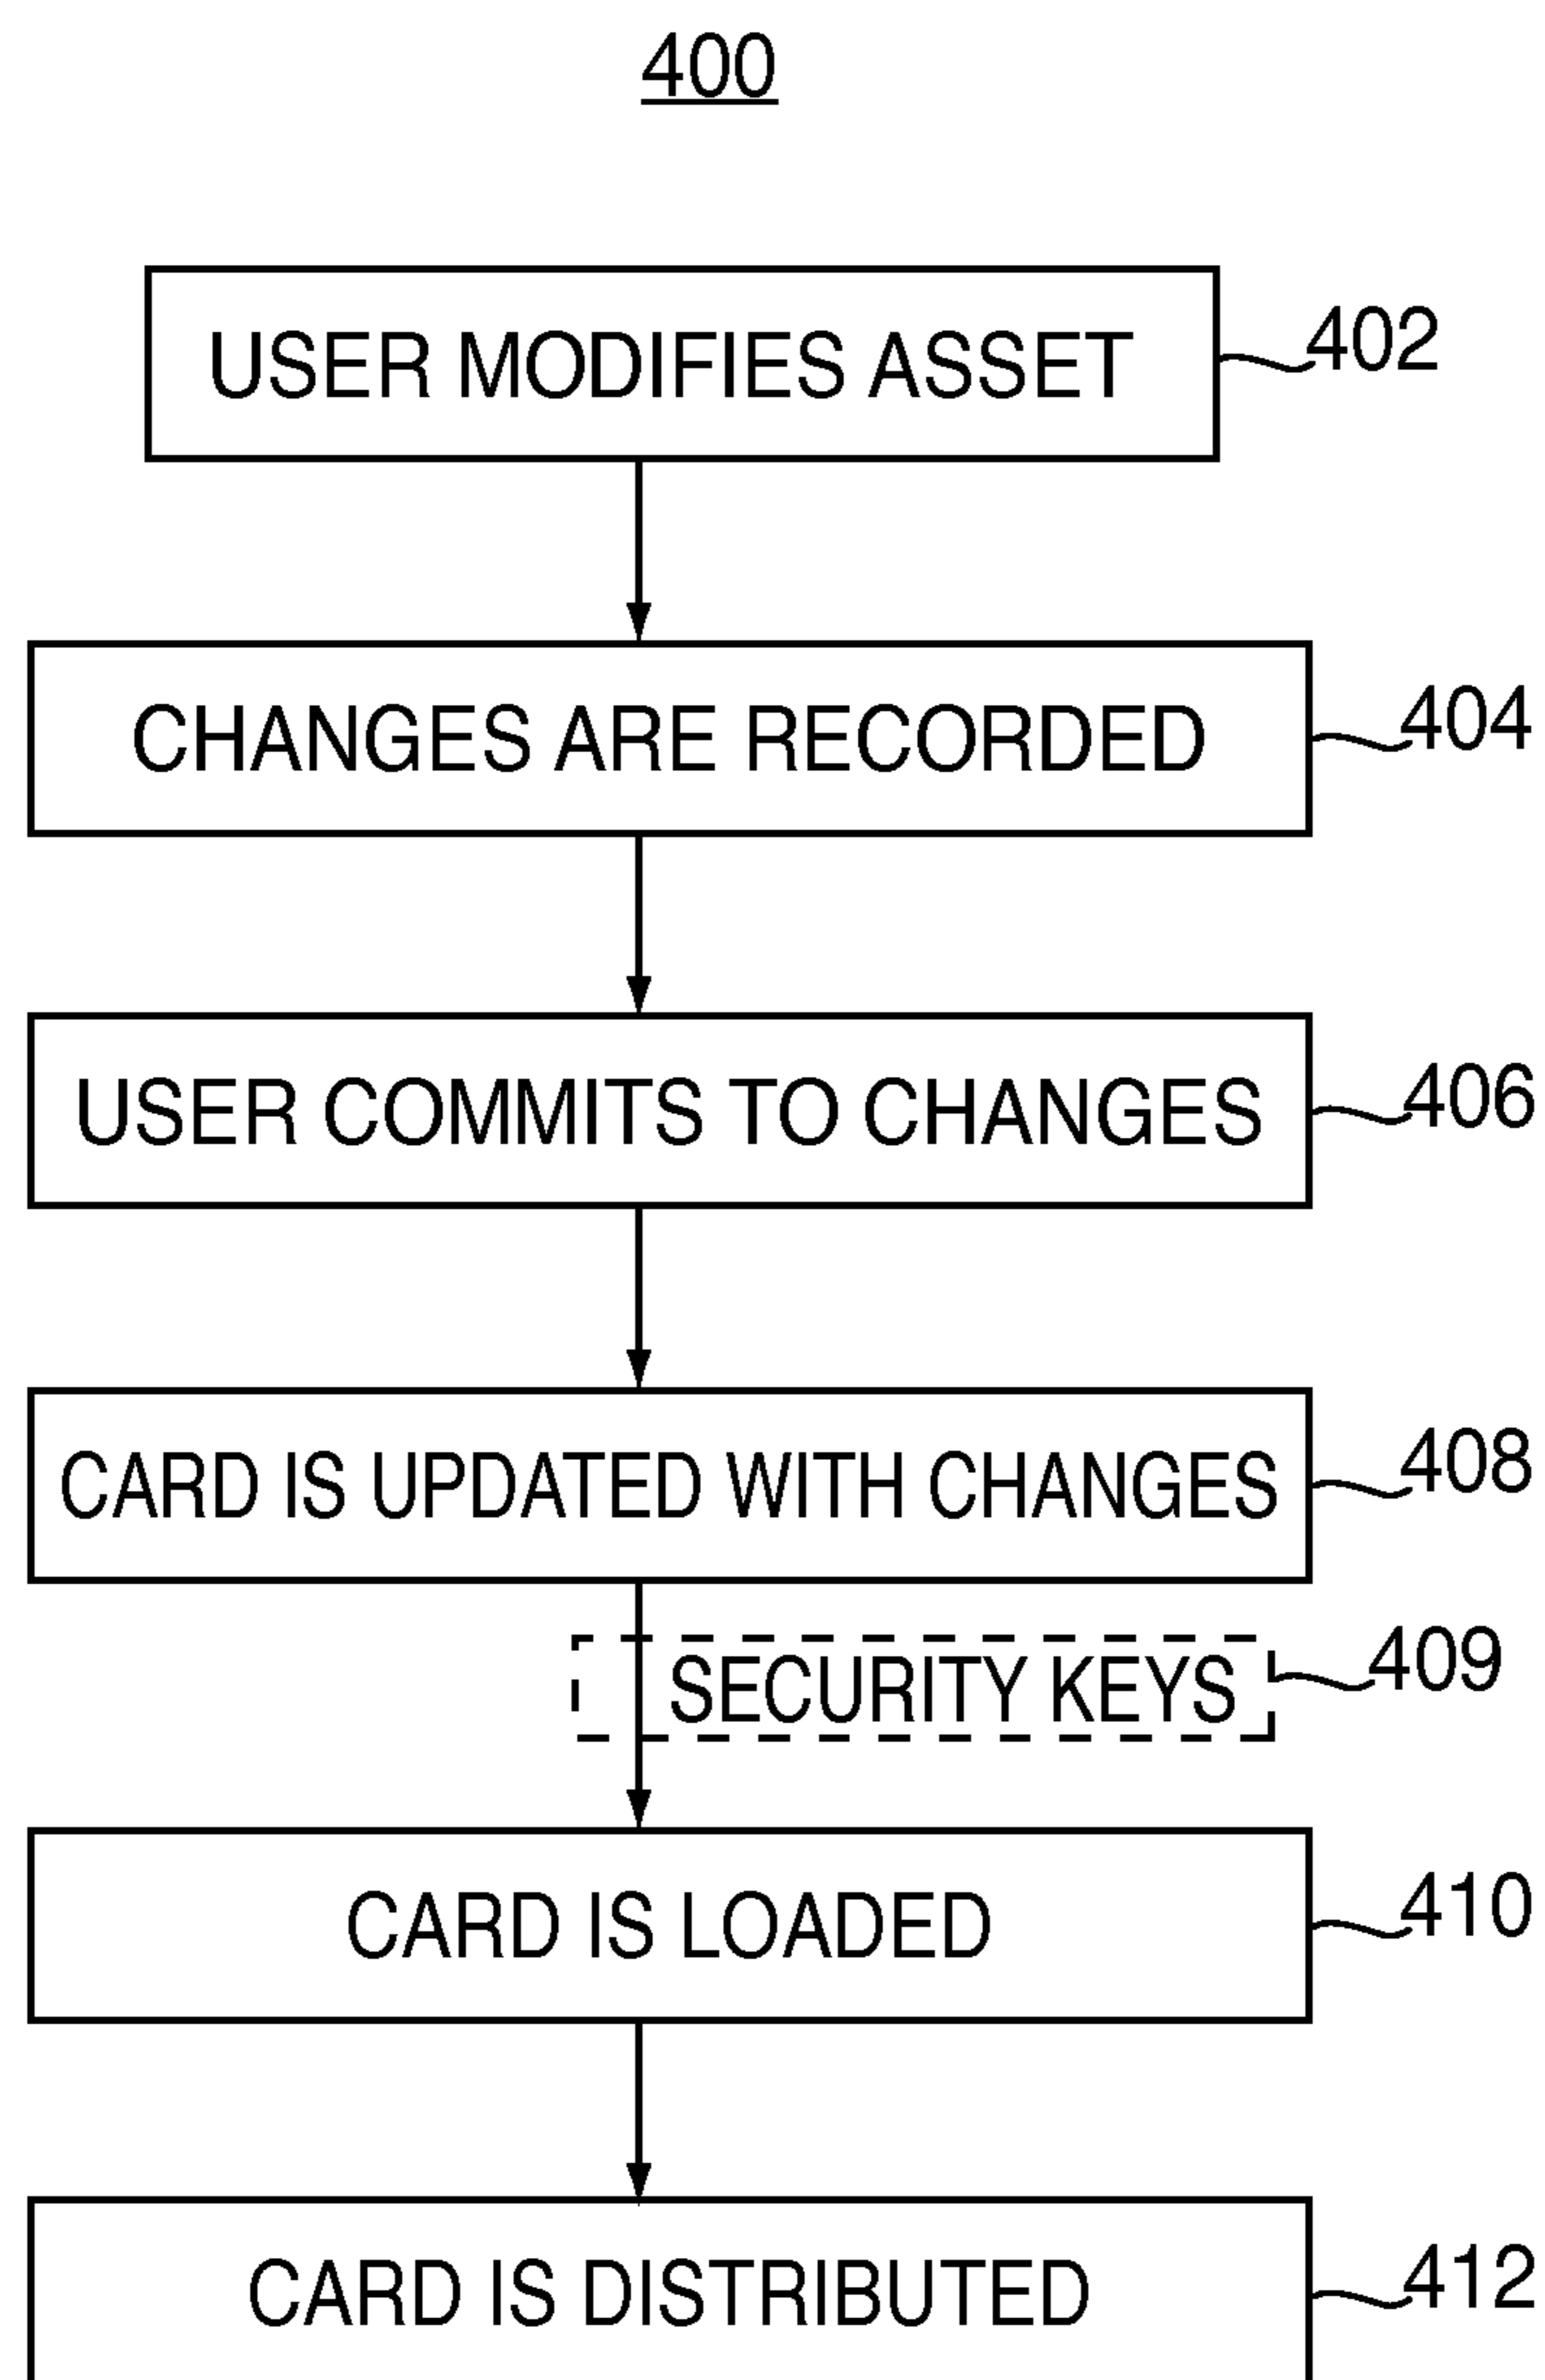 400
USER MODIFIES ASSET 402
CHANGES ARE RECORDED 404
USER COMMITS TO CHANGES 406
CARD IS UPDATED WITH CHANGES 408
SECURITY KEYS 409
CARD IS LOADED 410
CARD IS DISTRIBUTED 412